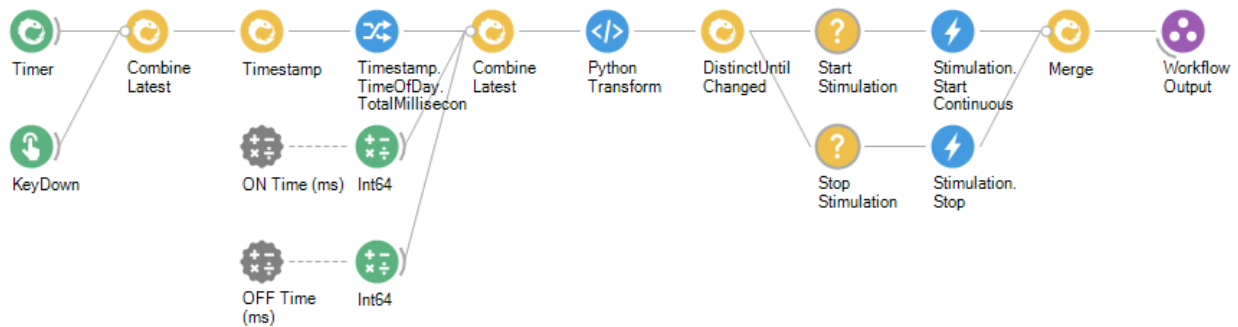 Timer
Combine
Latest
Timestamp
Timestamp.
TimeOfDay.
TotalMillisecon
Combine
Latest
Python
Transform
DistinctUntil
Changed
Start
Stimulation
Stimulation.
Start
Continuous
Merge
Workflow
Output
KeyDown
ON Time (ms)
Int64
Stop
Stimulation
Stimulation.
Stop
OFF Time
(ms)
Int64